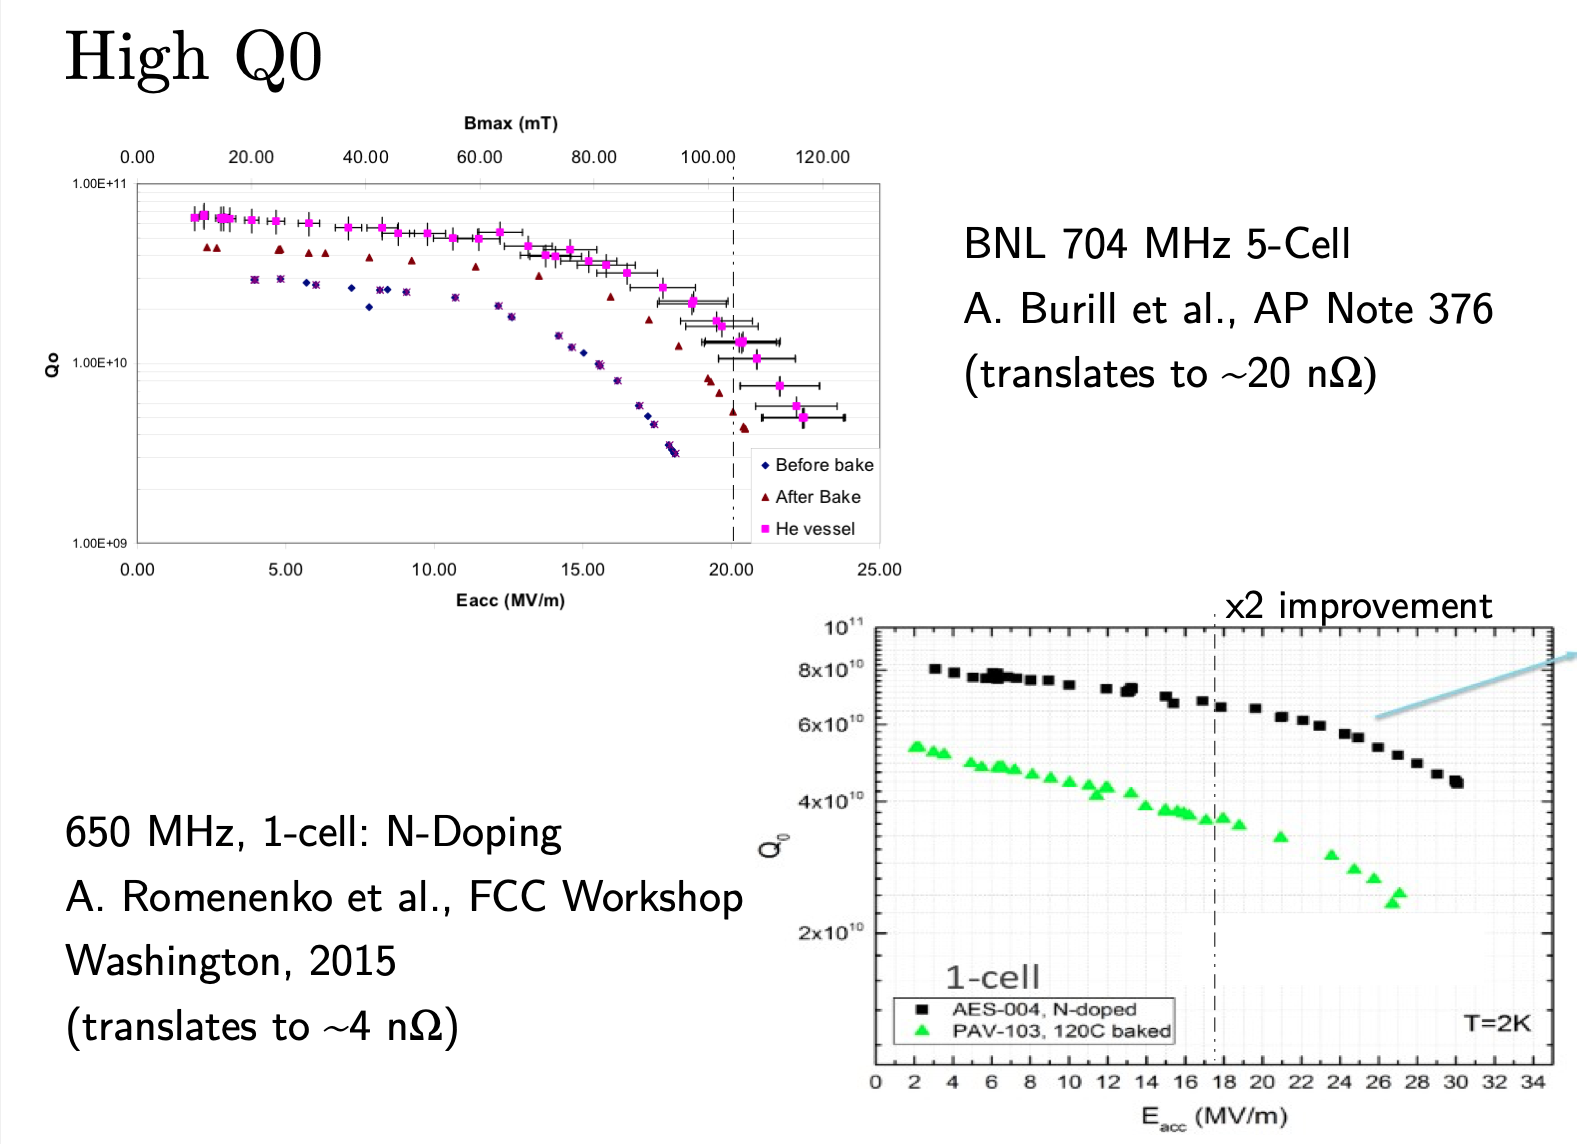 High Q0
Bmax (mT)
0.00 20.00 40.00 60.00 80.00 100.00 120.00
1.00E+11
1.00E+10
1.00E+09
Qo
0.00 5.00 10.00 15.00 20.00 25.00
Eacc (MV/m)
Before bake
After Bake
He vessel
BNL 704 MHz 5-Cell
A. Burill et al., AP Note 376
(translates to ~20 nΩ)
x2 improvement
650 MHz, 1-cell: N-Doping
A. Romenenko et al., FCC Workshop
Washington, 2015
(translates to ~4 nΩ)
10¹¹
8x10¹⁰
6x10¹⁰
4x10¹⁰
2x10¹⁰
Q₀
1-cell
AES-004, N-doped
PAV-103, 120C baked
T=2K
0 2 4 6 8 10 12 14 16 18 20 22 24 26 28 30 32 34
Eacc (MV/m)